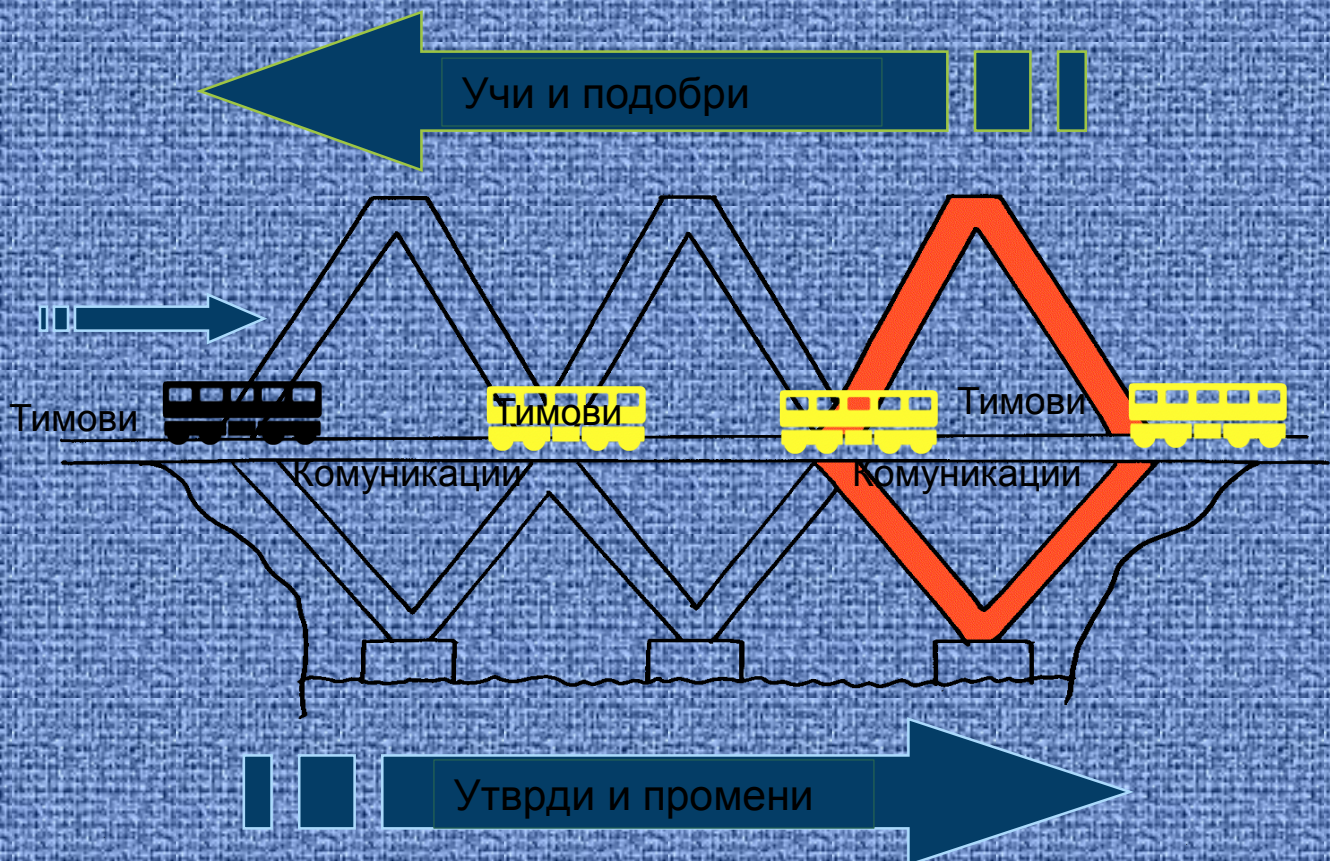 Учи и подобри
Тимови
Тимови
Тимови
Комуникации
Комуникации
Утврди и промени